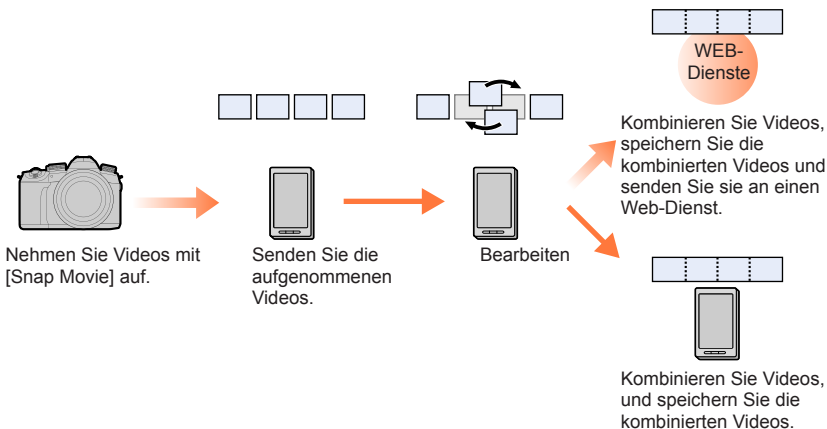 Nehmen Sie Videos mit
[Snap Movie] auf.
Senden Sie die
aufgenommenen
Videos.
Bearbeiten
WEB-
Dienste
Kombinieren Sie Videos,
speichern Sie die
kombinierten Videos und
senden Sie sie an einen
Web-Dienst.
Kombinieren Sie Videos,
und speichern Sie die
kombinierten Videos.